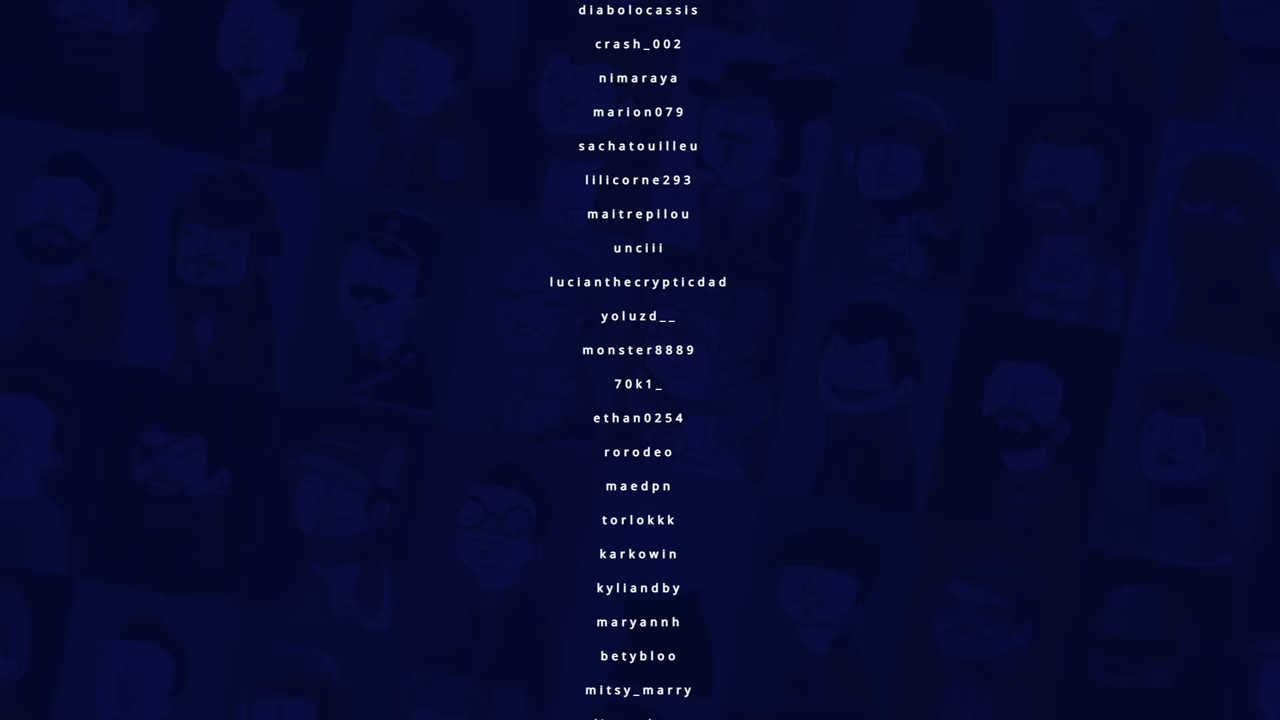 diabolocassis
crash_002
nimaraya
marion079
sachatouilleu
lilicorne293
maitrepilou
unciii
lucianthecrypticdad
yoluzd__
monster8889
70k1_
ethan0254
rorodeo
maedpn
torlokkk
karkowin
kyliandby
maryannh
betybloo
mitsy_marry